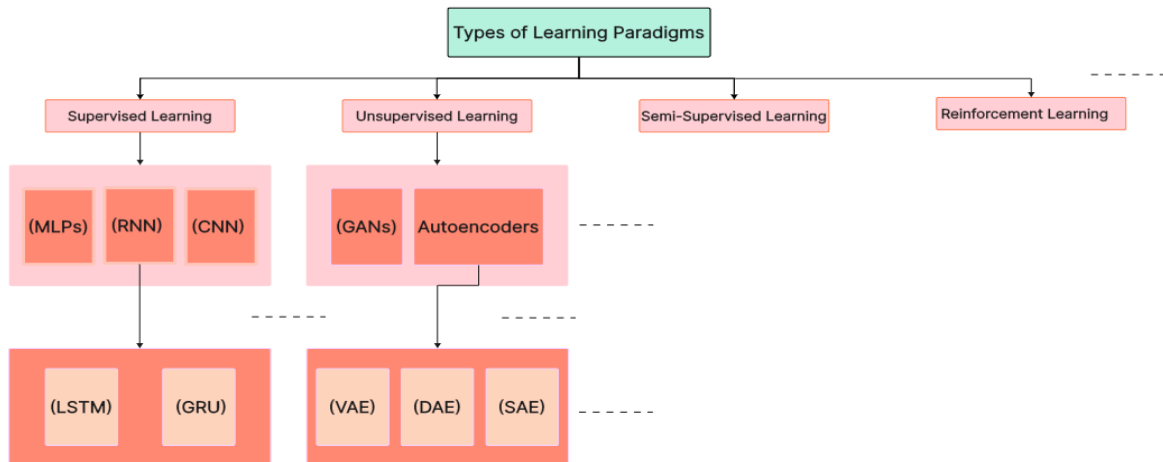 Types of Learning Paradigms
Supervised Learning
Unsupervised Learning
Semi-Supervised Learning
Reinforcement Learning
(MLPs)
(RNN)
(CNN)
(GANs)
Autoencoders
(LSTM)
(GRU)
(VAE)
(DAE)
(SAE)